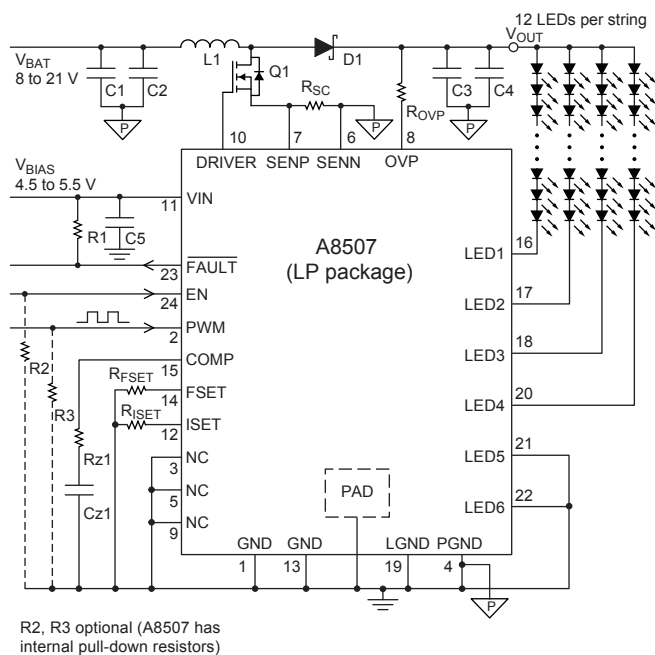 12 LEDs per string
VOUT
VBAT
8 to 21 V
C1
C2
L1
Q1
D1
RSC
ROVP
C3
C4
P
P
P
10
7
6
8
DRIVER
SENP
SENN
OVP
VBIAS
4.5 to 5.5 V
11
VIN
R1
C5
A8507
(LP package)
23
FAULT
24
EN
2
PWM
15
COMP
RFSET
14
FSET
RISET
12
ISET
3
NC
5
NC
9
NC
R2
R3
Rz1
Cz1
16
LED1
17
LED2
18
LED3
20
LED4
21
LED5
22
LED6
PAD
GND
GND
LGND
PGND
1
13
19
4
P
R2, R3 optional (A8507 has
internal pull-down resistors)